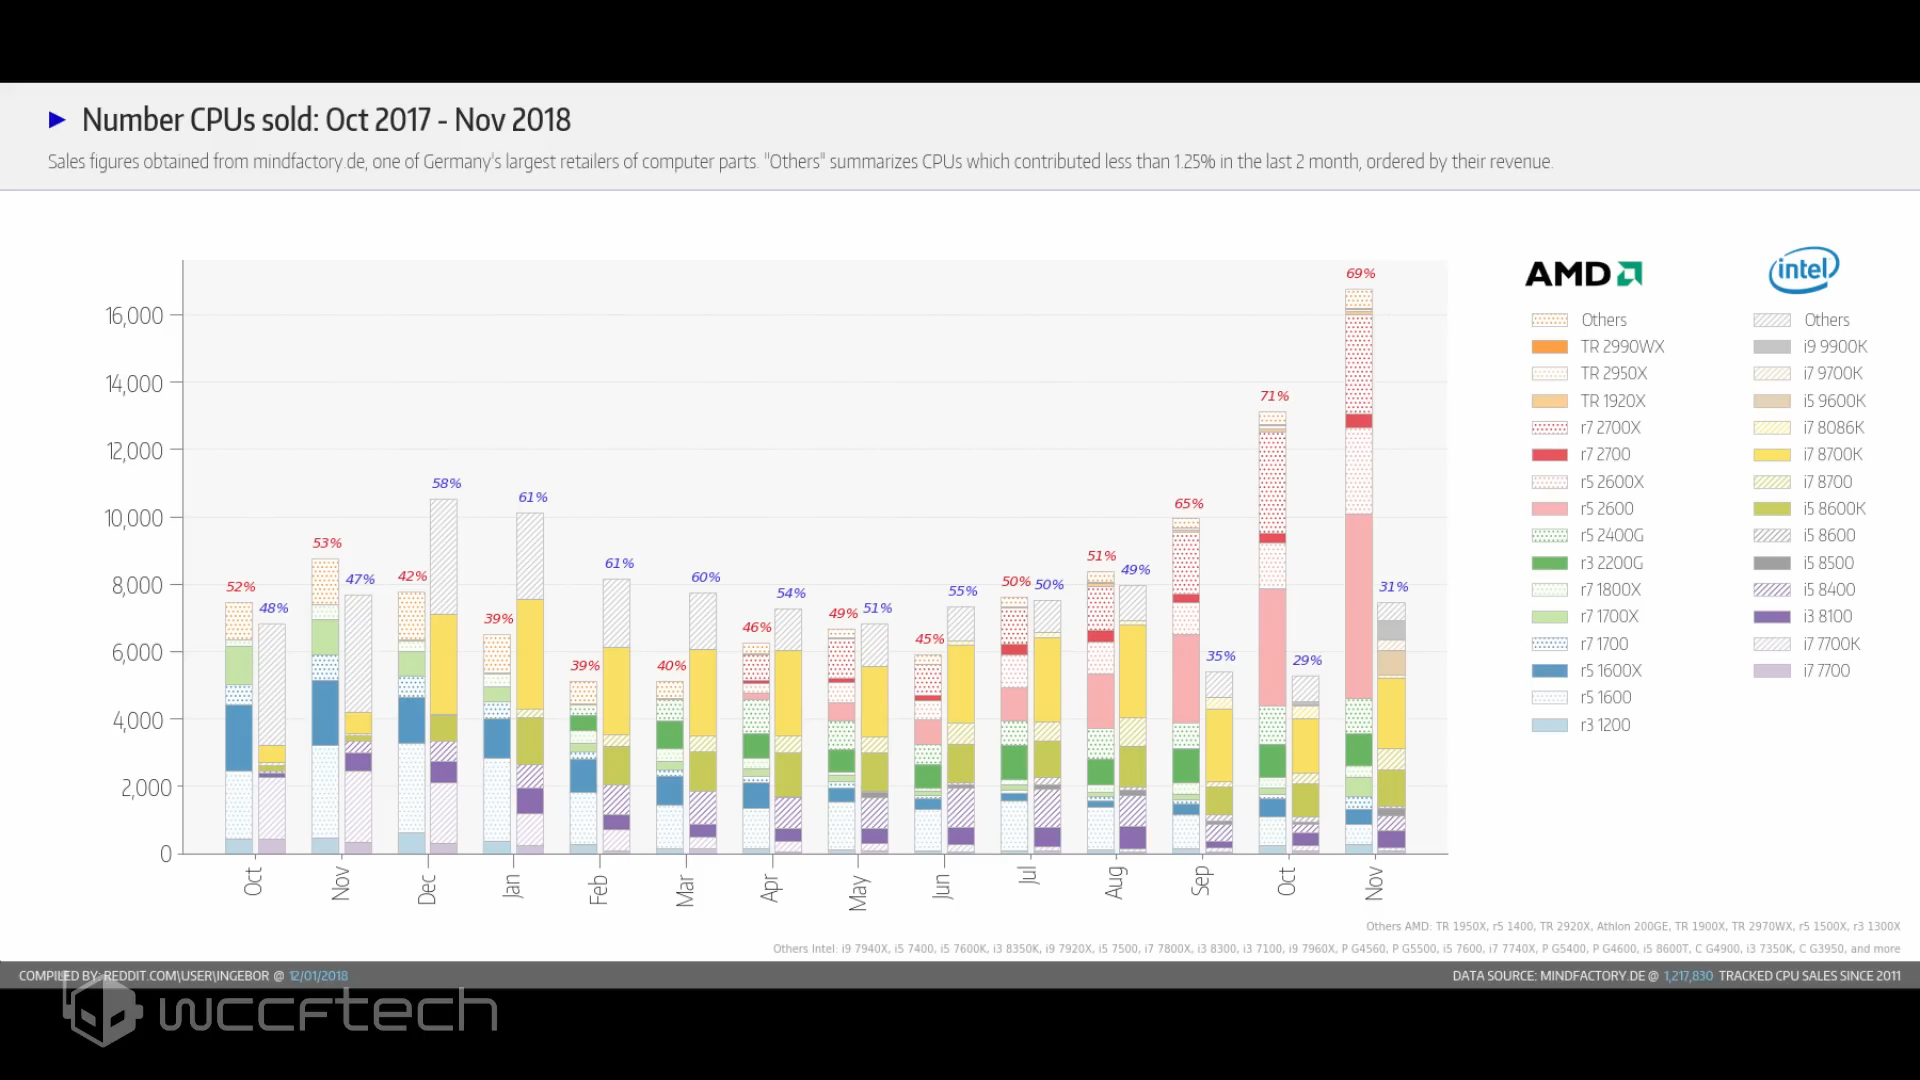 Number CPUs sold: Oct 2017 - Nov 2018
Sales figures obtained from mindfactory.de, one of Germany's largest retailers of computer parts. "Others" summarizes CPUs which contributed less than 1.25% in the last 2 month, ordered by their revenue.
16,000
14,000
12,000
10,000
8,000
6,000
4,000
2,000
0
52%
48%
53%
47%
42%
58%
39%
61%
39%
61%
40%
60%
46%
54%
49%
51%
45%
55%
50%
50%
51%
49%
65%
35%
71%
29%
69%
31%
Oct
Nov
Dec
Jan
Feb
Mar
Apr
May
Jun
Jul
Aug
Sep
Oct
Nov
AMD
Others
TR 2990WX
TR 2950X
TR 1920X
r7 2700X
r7 2700
r5 2600X
r5 2600
r5 2400G
r3 2200G
r7 1800X
r7 1700X
r7 1700
r5 1600X
r5 1600
r3 1200
intel
Others
i9 9900K
i7 9700K
i5 9600K
i7 8086K
i7 8700K
i7 8700
i5 8600K
i5 8600
i5 8500
i5 8400
i3 8100
i7 7700K
i7 7700
Others AMD: TR 1950X, r5 1400, TR 2920X, Athlon 200GE, TR 1900X, TR 2970WX, r5 1500X, r3 1300X
Others Intel: i9 7940X, i5 7400, i5 7600K, i3 8350K, i9 7920X, i5 7500, i7 7800X, i3 8300, i3 7100, i9 7960X, P G4560, P G5500, i5 7600, i7 7740X, P G5400, P G4600, i5 8600T, C G4900, i3 7350K, C G3950, and more
COMPILED BY: REDDIT.COM\USER\INGEBOR @ 12/01/2018
DATA SOURCE: MINDFACTORY.DE @ 1,217,830 TRACKED CPU SALES SINCE 2011
wccftech